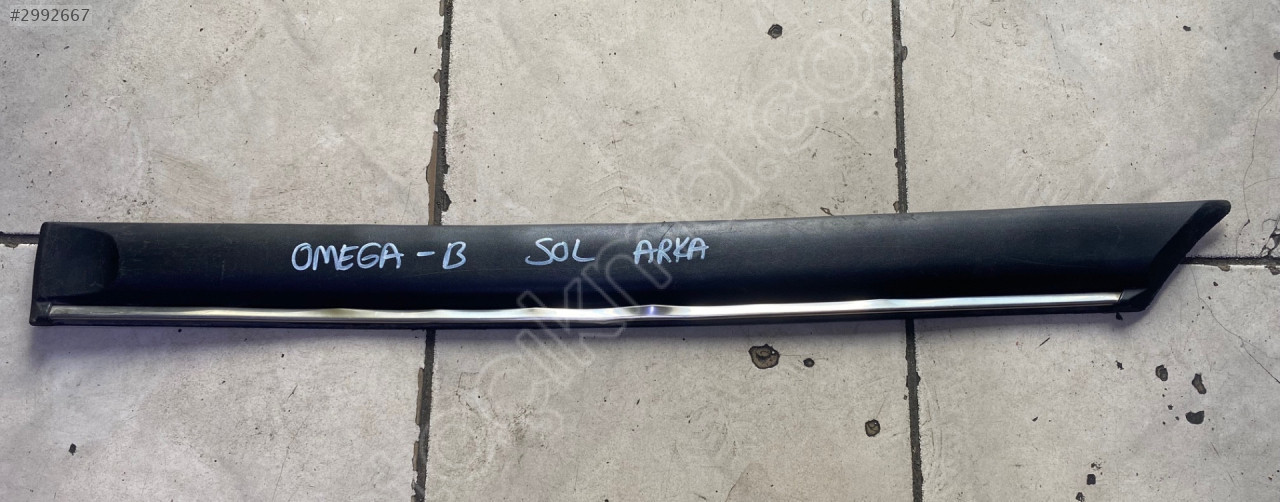 #2992667
OMEGA-B SOL ARKA